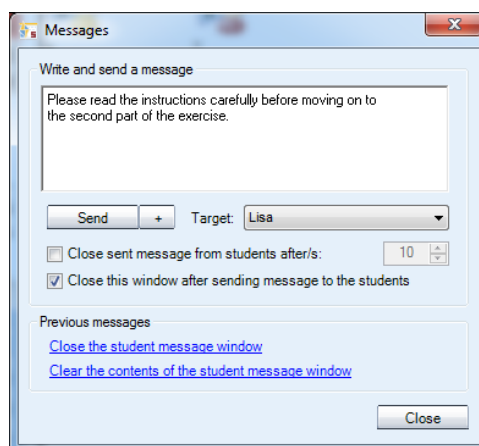 Messages
Write and send a message
Please read the instructions carefully before moving on to
the second part of the exercise.
Send + Target: Lisa
Close sent message from students after/s: 10
Close this window after sending message to the students
Previous messages
Close the student message window
Clear the contents of the student message window
Close